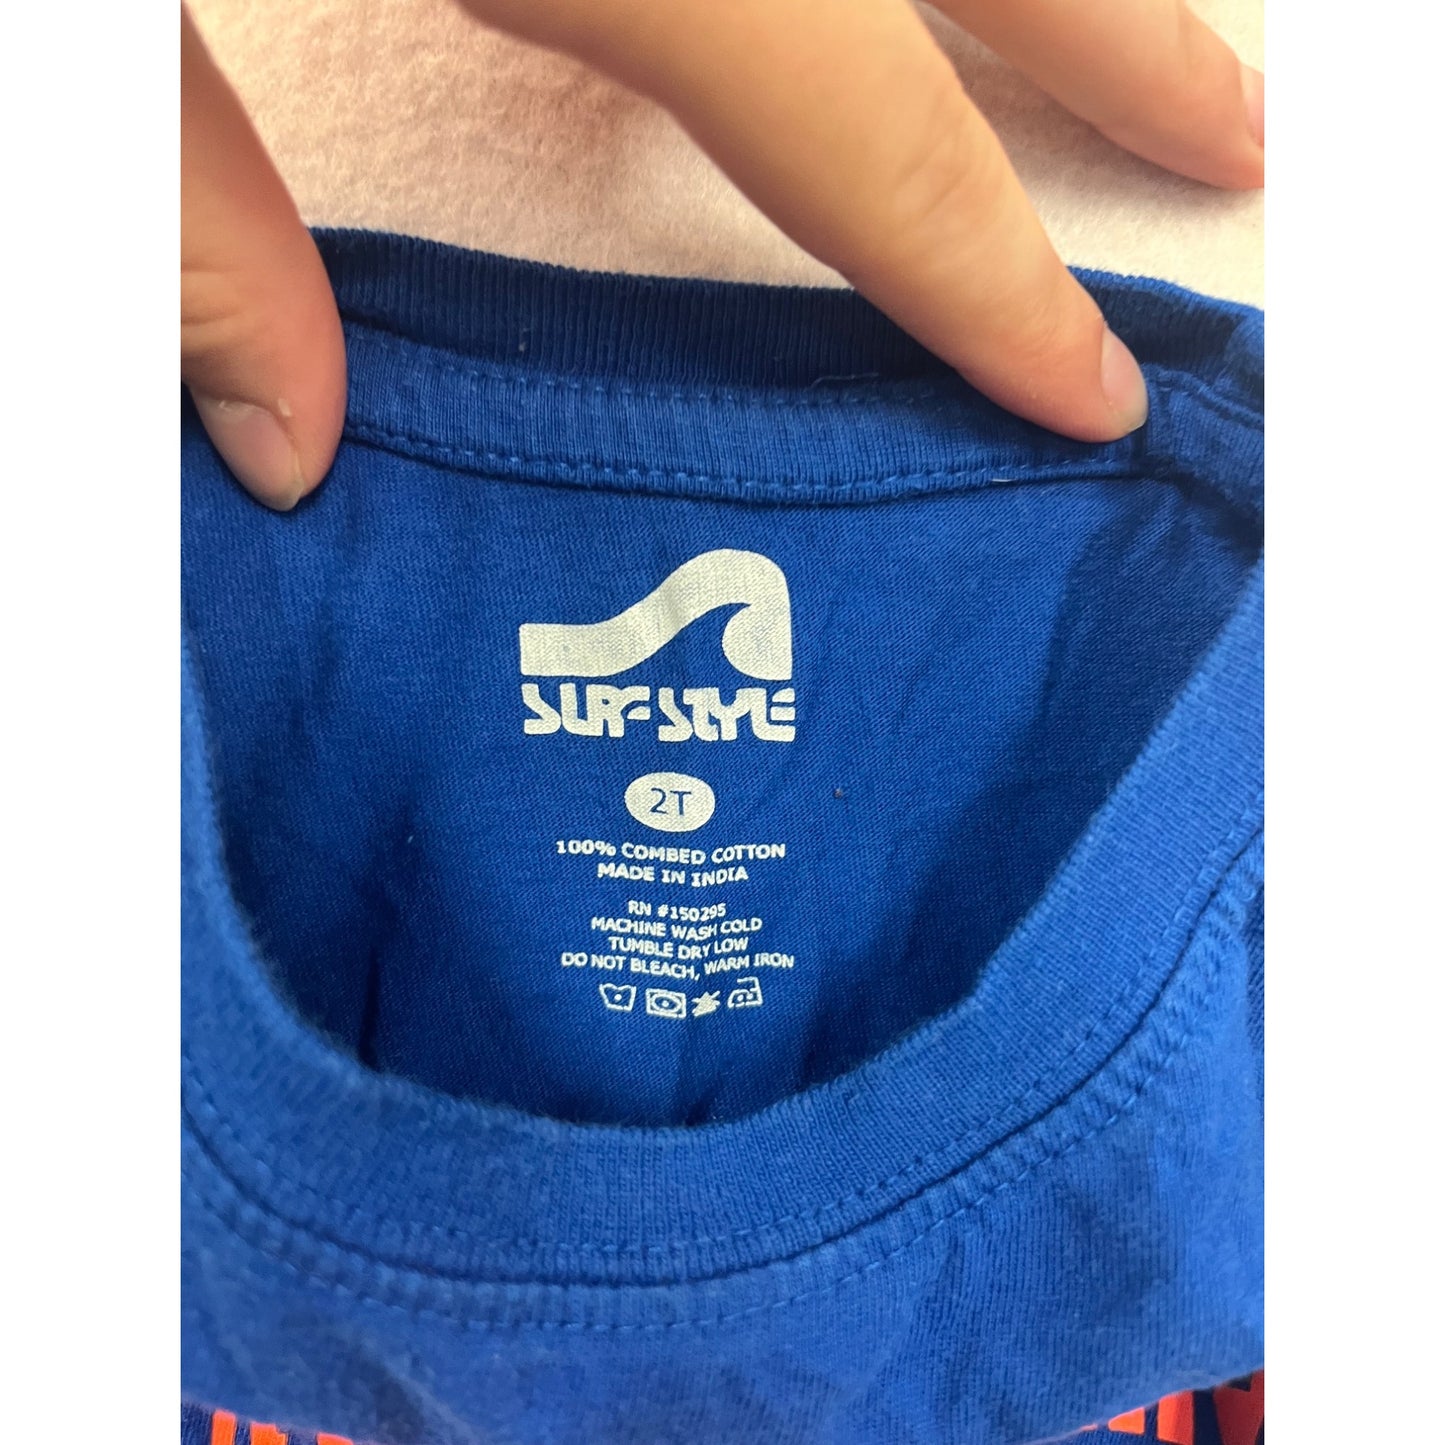 SURF STYLE
2T
100% COMBED COTTON
MADE IN INDIA
RN #150295
MACHINE WASH COLD
TUMBLE DRY LOW
DO NOT BLEACH, WARM IRON